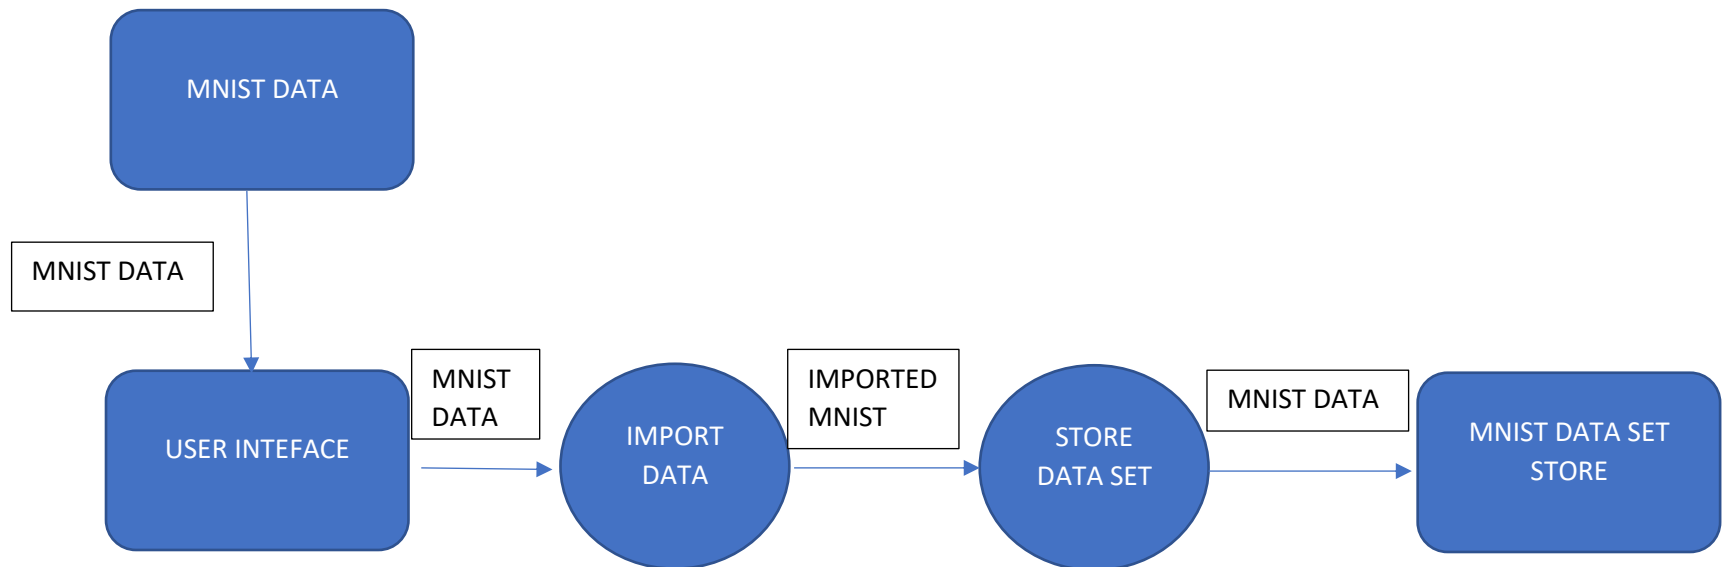 MNIST DATA
MNIST DATA
USER INTEFACE
MNIST
DATA
IMPORT
DATA
IMPORTED
MNIST
STORE
DATA SET
MNIST DATA
MNIST DATA SET
STORE